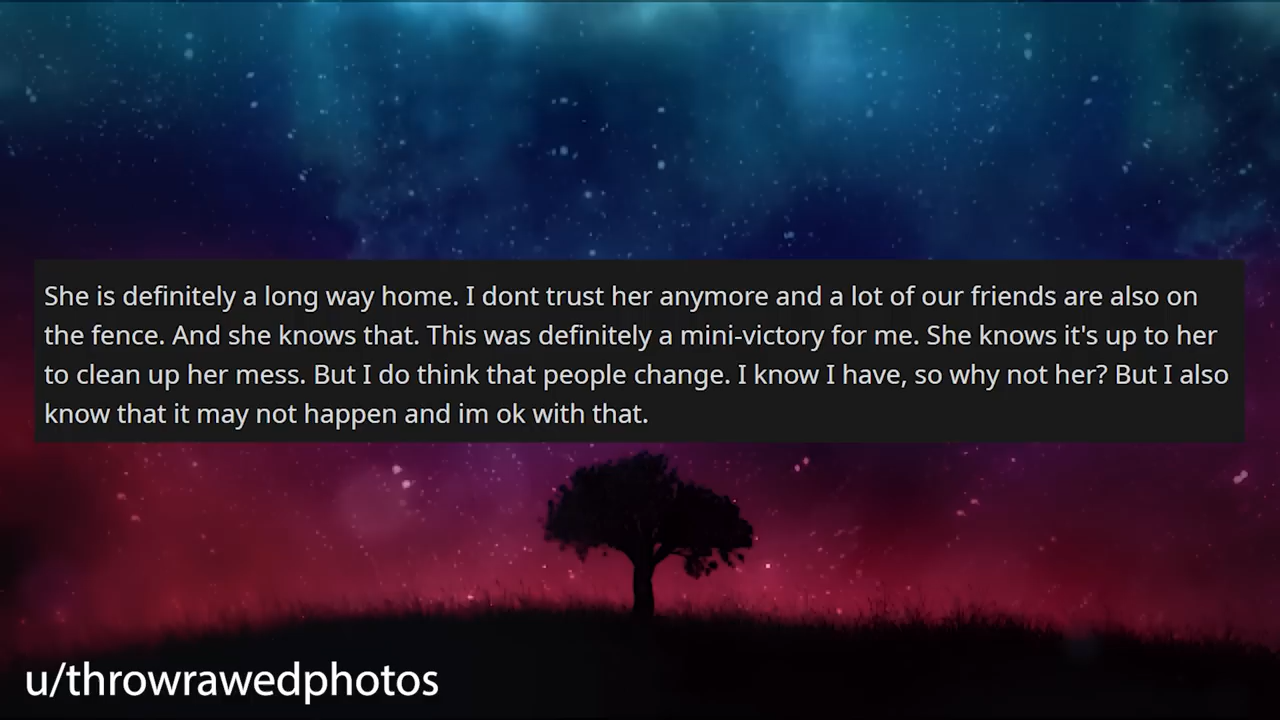 She is definitely a long way home. I dont trust her anymore and a lot of our friends are also on
the fence. And she knows that. This was definitely a mini-victory for me. She knows it's up to her
to clean up her mess. But I do think that people change. I know I have, so why not her? But I also
know that it may not happen and im ok with that.
u/throwrawedphotos